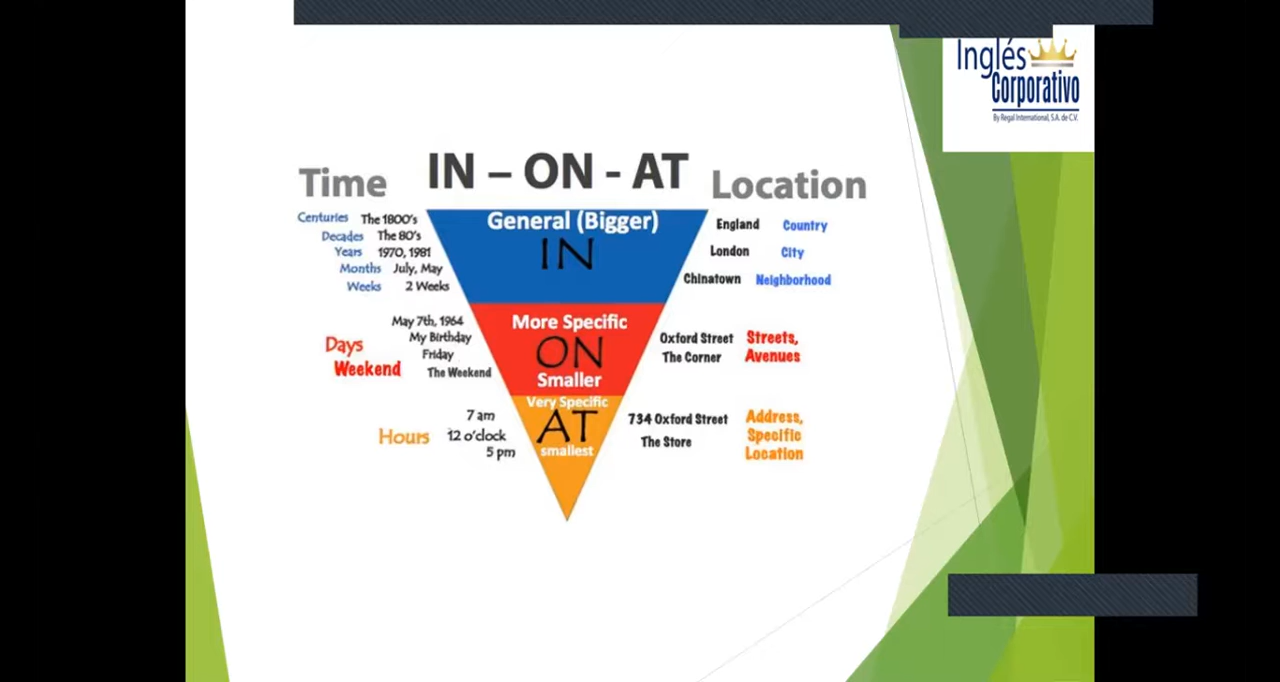 Inglés
Corporativo
By Regal International, S.A. de C.V.
IN – ON - AT
Time
Location
Centuries The 1800's
Decades The 80's
Years 1970, 1981
Months July, May
Weeks 2 Weeks
General (Bigger)
IN
England Country
London City
Chinatown Neighborhood
May 7th, 1964
My Birthday
Days
Friday
Weekend
The Weekend
More Specific
ON
Smaller
Oxford Street Streets,
The Corner Avenues
7 am
Hours 12 o'clock
5 pm
Very Specific
AT
smallest
734 Oxford Street Address,
The Store Specific
Location